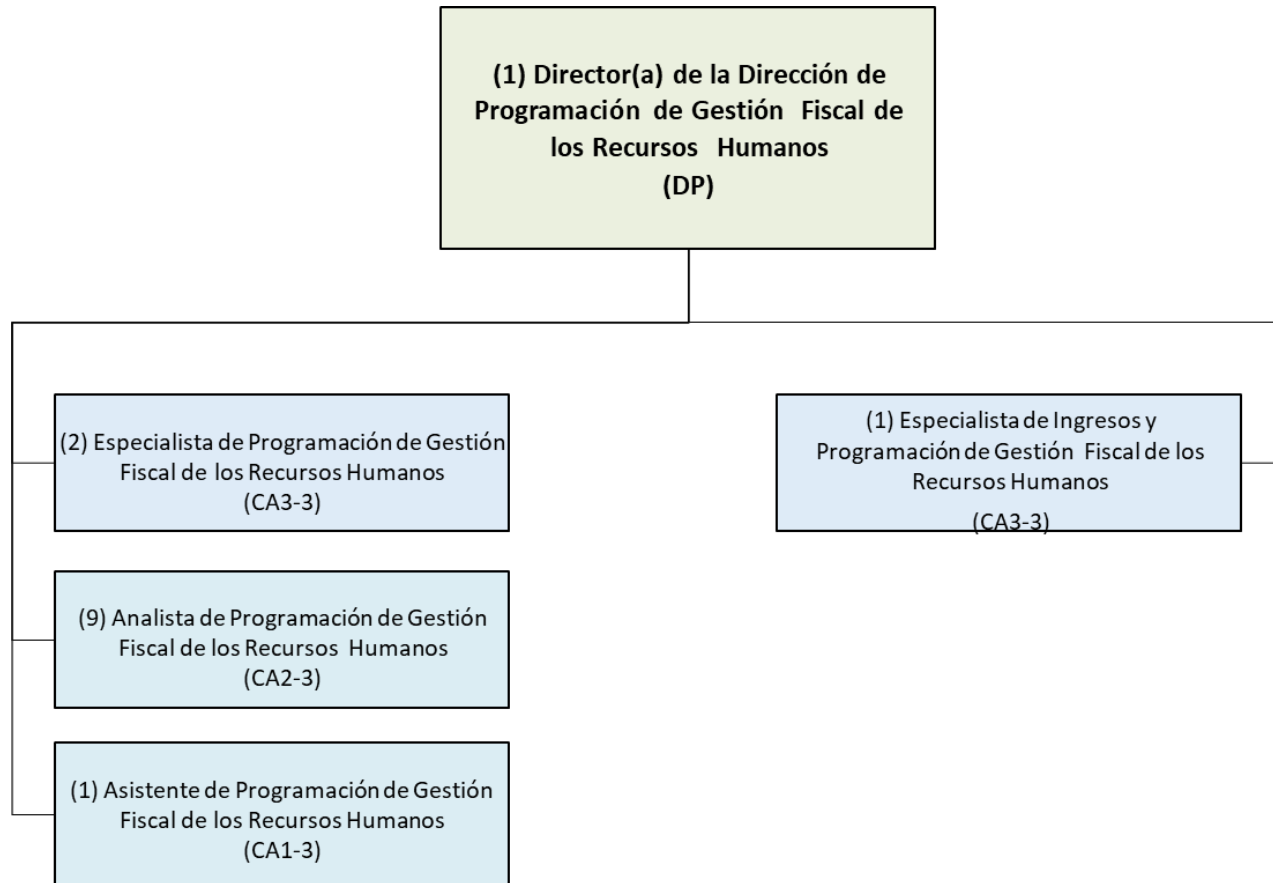 (1) Director(a) de la Dirección de
Programación de Gestión Fiscal de
los Recursos Humanos
(DP)
(2) Especialista de Programación de Gestión
Fiscal de los Recursos Humanos
(CA3-3)
(1) Especialista de Ingresos y
Programación de Gestión Fiscal de los
Recursos Humanos
(CA3-3)
(9) Analista de Programación de Gestión
Fiscal de los Recursos Humanos
(CA2-3)
(1) Asistente de Programación de Gestión
Fiscal de los Recursos Humanos
(CA1-3)